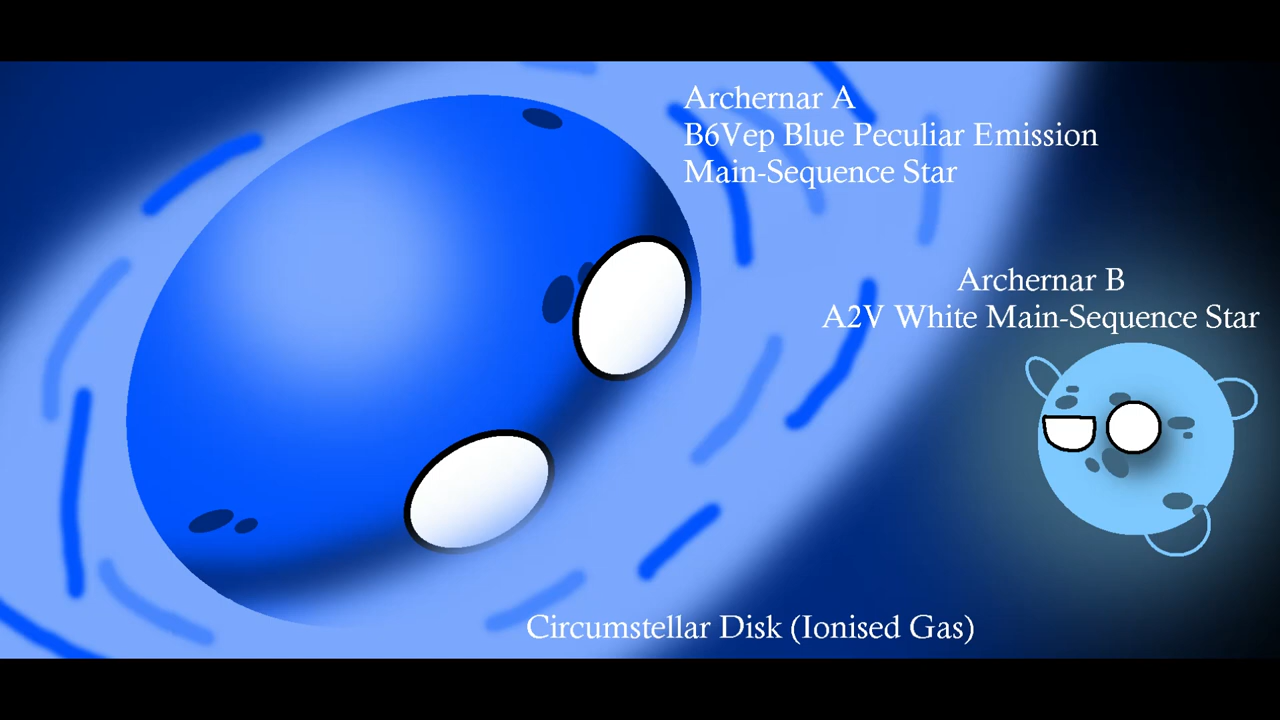 Archernar A
B6Vep Blue Peculiar Emission
Main-Sequence Star
Archernar B
A2V White Main-Sequence Star
Circumstellar Disk (Ionised Gas)